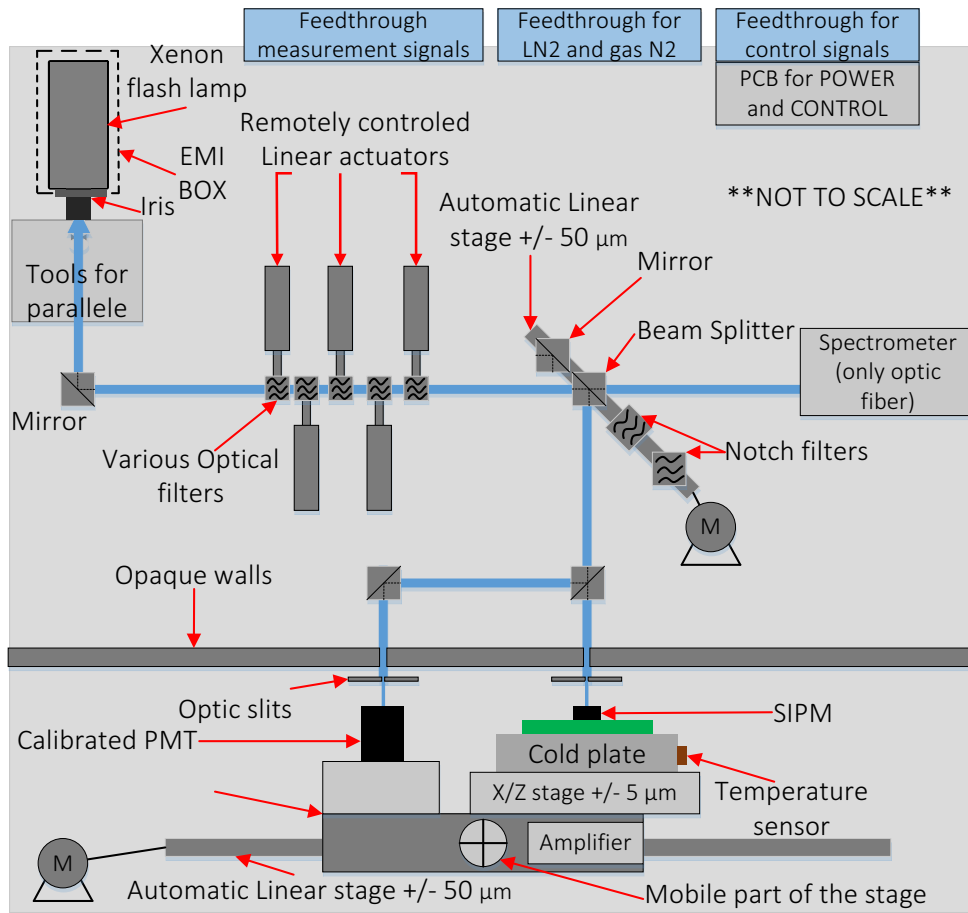 Feedthrough
measurement signals
Feedthrough for
LN2 and gas N2
Feedthrough for
control signals
PCB for POWER
and CONTROL
Xenon
flash lamp
EMI
BOX
Iris
Remotely controled
Linear actuators
**NOT TO SCALE**
Automatic Linear
stage +/- 50 µm
Mirror
Beam Splitter
Tools for
parallele
Spectrometer
(only optic
fiber)
Mirror
Various Optical
filters
Notch filters
M
Opaque walls
Optic slits
SIPM
Calibrated PMT
Cold plate
X/Z stage +/- 5 µm
Temperature
sensor
Amplifier
M
Automatic Linear stage +/- 50 µm
Mobile part of the stage